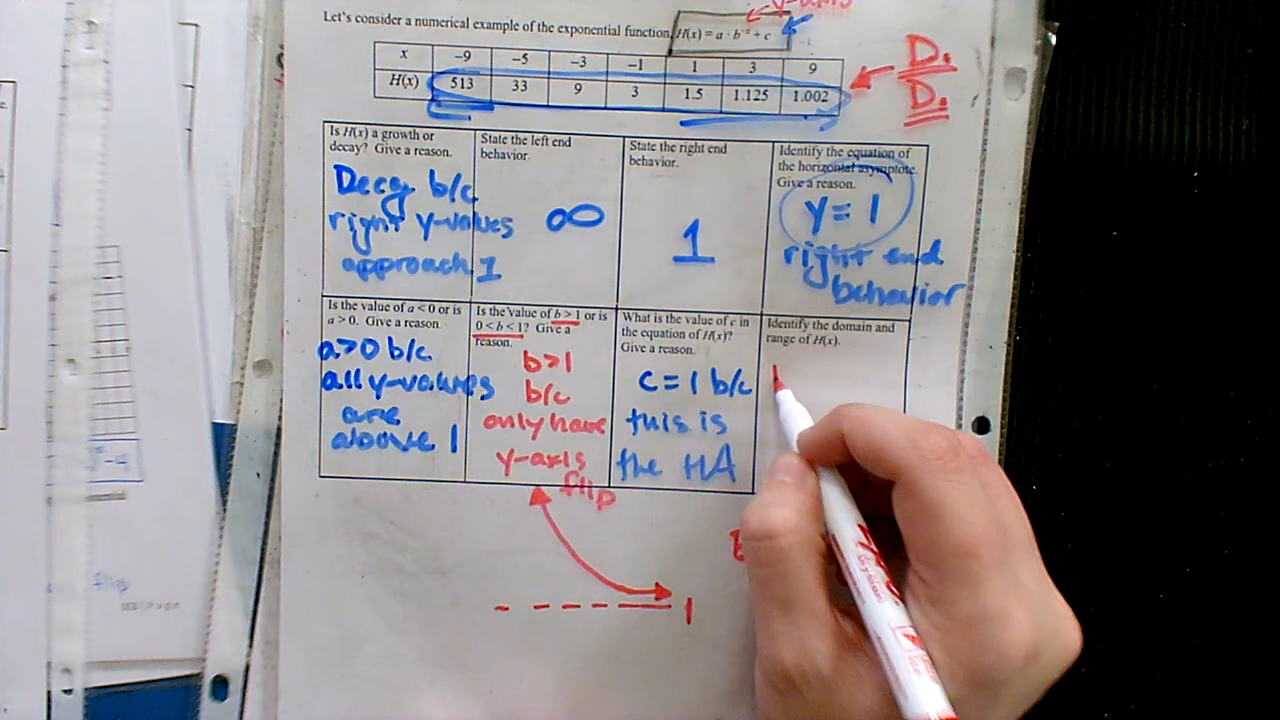 y-axis
Let's consider a numerical example of the exponential function H(x) = a · b⁻ˣ + c
x −9 −5 −3 −1 1 3 9
H(x) 513 33 9 3 1.5 1.125 1.002
D.
D.
Is H(x) a growth or
decay? Give a reason.
Decay b/c
right y-values
approach 1
State the left end
behavior.
∞
State the right end
behavior.
1
Identify the equation of
the horizontal asymptote.
Give a reason.
y = 1
right end
behavior
Is the value of a < 0 or is
a > 0. Give a reason.
a>0 b/c
all y-values
are
above 1
Is the value of b > 1 or is
0 < b < 1? Give a
reason.
b>1
b/c
only have
y-axis
flip
What is the value of c in
the equation of H(x)?
Give a reason.
c = 1 b/c
this is
the HA
Identify the domain and
range of H(x).
1
flip